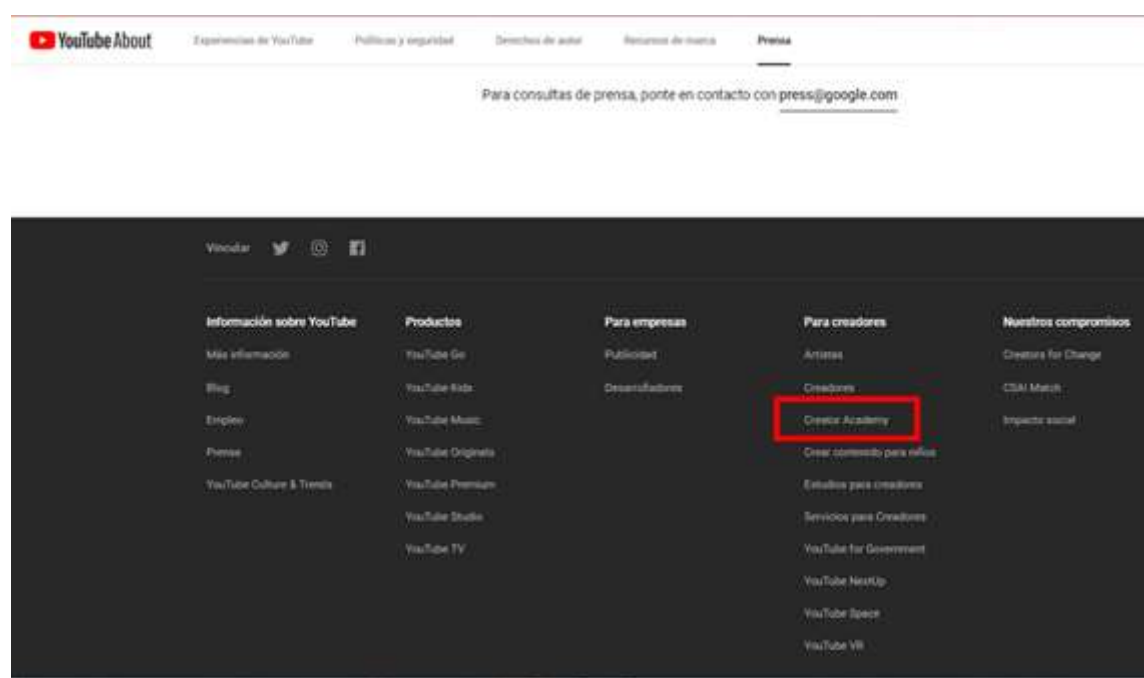 YouTube About
Experiencias de YouTube
Políticas y seguridad
Derechos de autor
Recursos de marca
Prensa
Para consultas de prensa, ponte en contacto con press@google.com
Vincular
Información sobre YouTube
Más información
Blog
Empleo
Prensa
YouTube Culture & Trends
Productos
YouTube Go
YouTube Kids
YouTube Music
YouTube Originals
YouTube Premium
YouTube Studio
YouTube TV
Para empresas
Publicidad
Desarrolladores
Para creadores
Artistas
Creadores
Creator Academy
Crear contenido para niños
Estudios para creadores
Servicios para Creadores
YouTube for Government
YouTube NextUp
YouTube Space
YouTube VR
Nuestros compromisos
Creators for Change
CSAI Match
Impacto social